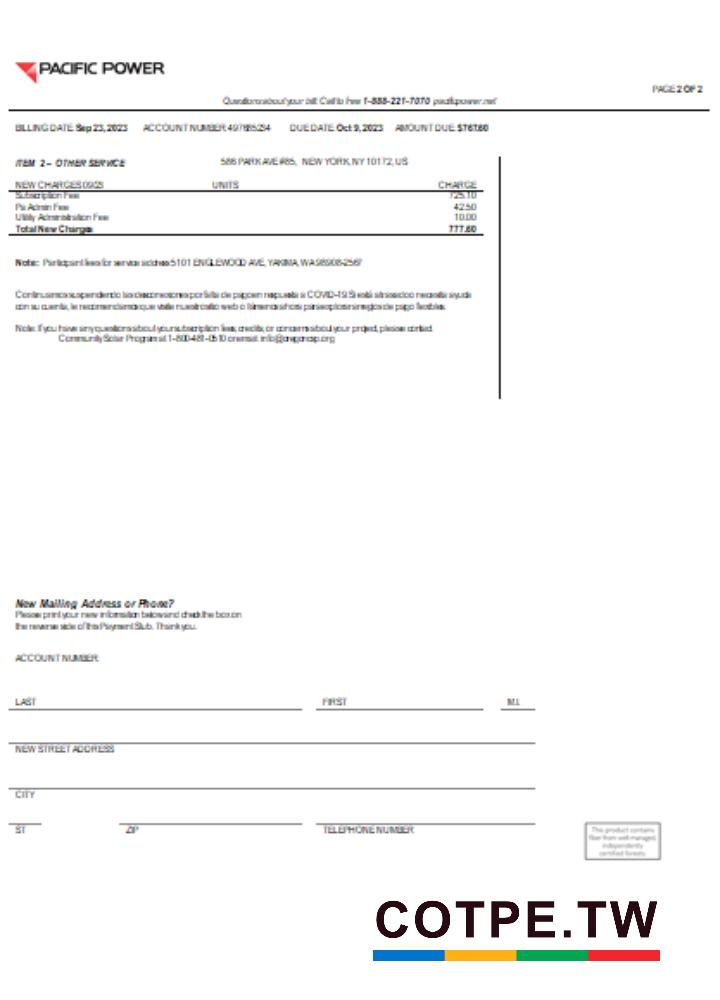 PACIFIC POWER
PAGE 2 OF 2
Questions about your bill: Call toll free 1-888-221-7070 pacificpower.net
BILLING DATE: Sep 23, 2023 ACCOUNT NUMBER: 497685234 DUE DATE: Oct 9, 2023 AMOUNT DUE: $767.60
ITEM 2 – OTHER SERVICE 586 PARK AVE #85, NEW YORK, NY 10172, US
NEW CHARGES 09/23 UNITS CHARGE
Subscription Fee 725.10
Pa Admin Fee 42.50
Utility Administration Fee 10.00
Total New Charges 777.60
Note: Participant fees for service address 5101 ENGLEWOOD AVE, YAKIMA, WA 98908-2567
Continuamos suspendiendo las desconexiones por falta de pago en respuesta a COVID-19. Si está atrasado o necesita ayuda
con su cuenta, le recomendamos que visite nuestro sitio web o llámenos ahora para explorar arreglos de pago flexibles.
Note: If you have any questions about your subscription fees, credits, or concerns about your project, please contact
Community Solar Program at 1-800-481-0510 or email: info@oregoncsp.org
New Mailing Address or Phone?
Please print your new information below and check the box on
the reverse side of this Payment Stub. Thank you.
ACCOUNT NUMBER:
LAST FIRST M.I.
NEW STREET ADDRESS
CITY
ST ZIP TELEPHONE NUMBER
This product contains
fiber from well-managed,
independently
certified forests.
COTPE.TW